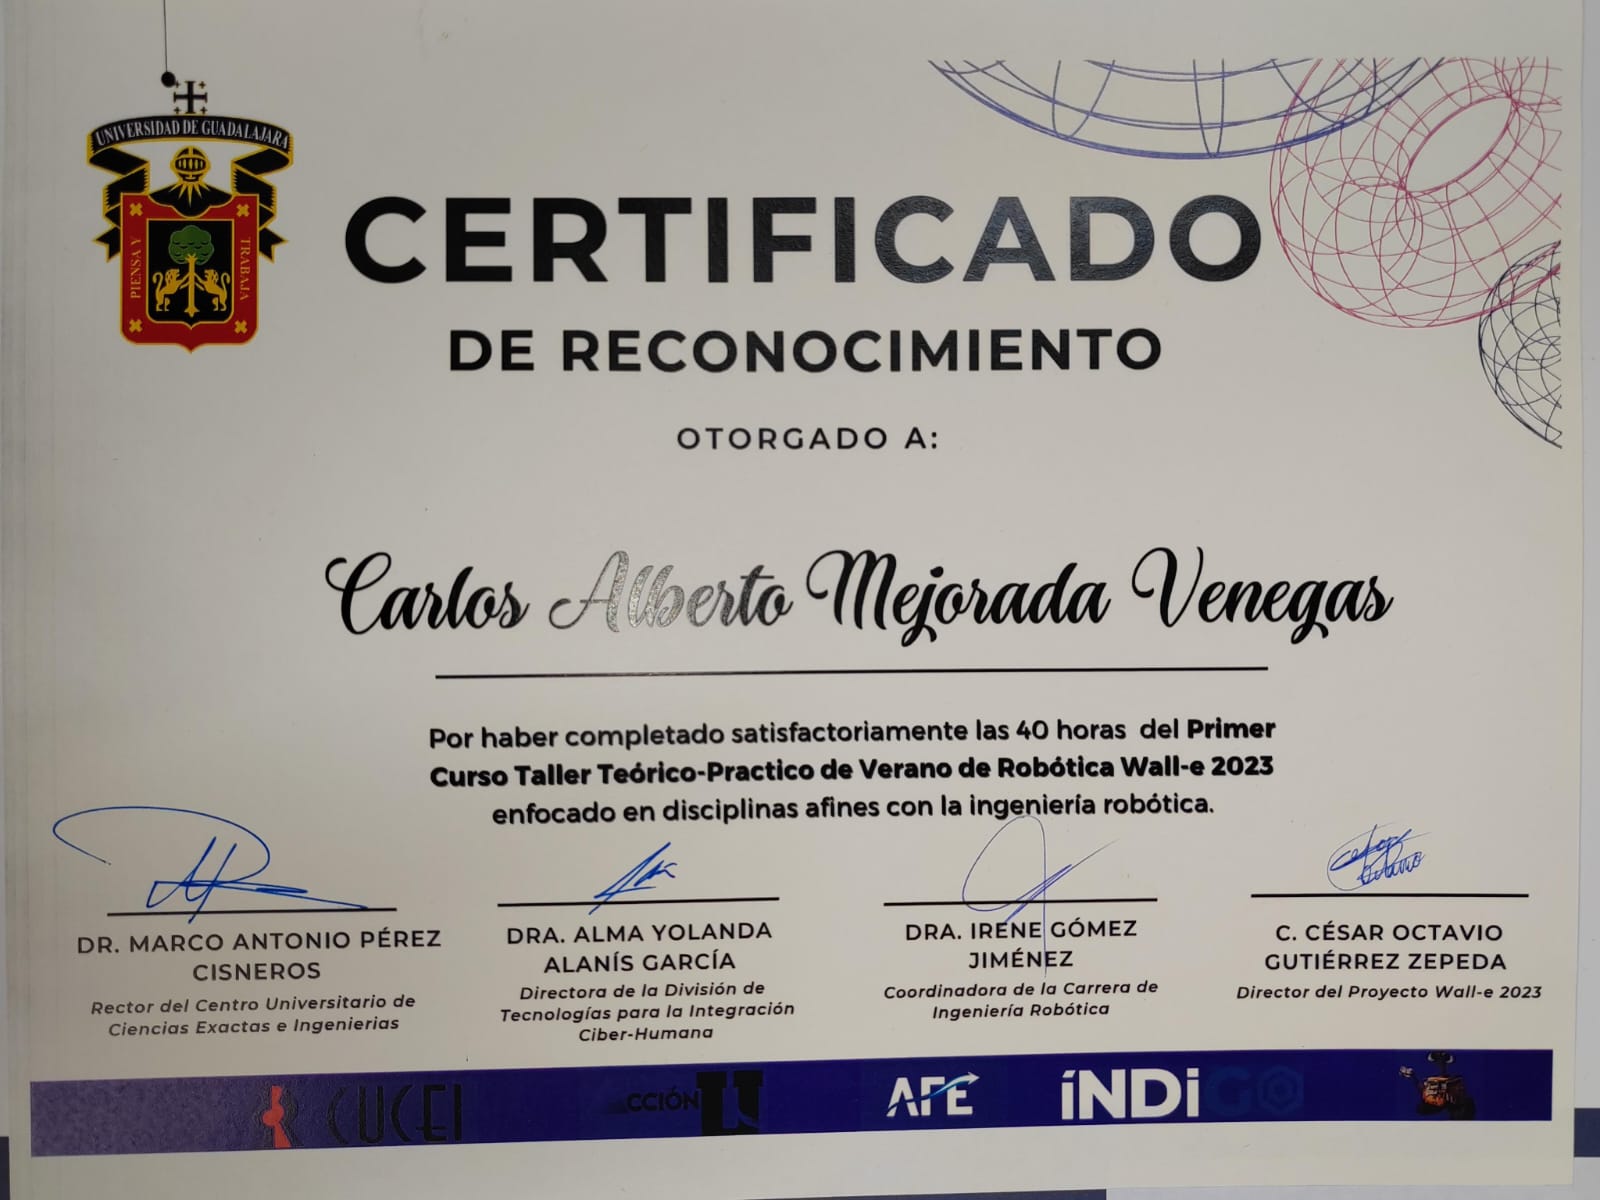 UNIVERSIDAD DE GUADALAJARA
PIENSA Y
TRABAJA
CERTIFICADO
DE RECONOCIMIENTO
OTORGADO A:
Carlos Alberto Mejorada Venegas
Por haber completado satisfactoriamente las 40 horas del Primer
Curso Taller Teórico-Practico de Verano de Robótica Wall-e 2023
enfocado en disciplinas afines con la ingeniería robótica.
DR. MARCO ANTONIO PÉREZ
CISNEROS
Rector del Centro Universitario de
Ciencias Exactas e Ingenierias
DRA. ALMA YOLANDA
ALANÍS GARCÍA
Directora de la División de
Tecnologías para la Integración
Ciber-Humana
DRA. IRENE GÓMEZ
JIMÉNEZ
Coordinadora de la Carrera de
Ingeniería Robótica
C. CÉSAR OCTAVIO
GUTIÉRREZ ZEPEDA
Director del Proyecto Wall-e 2023
CUCEI
CCIÓN U
AFE
íNDiGO